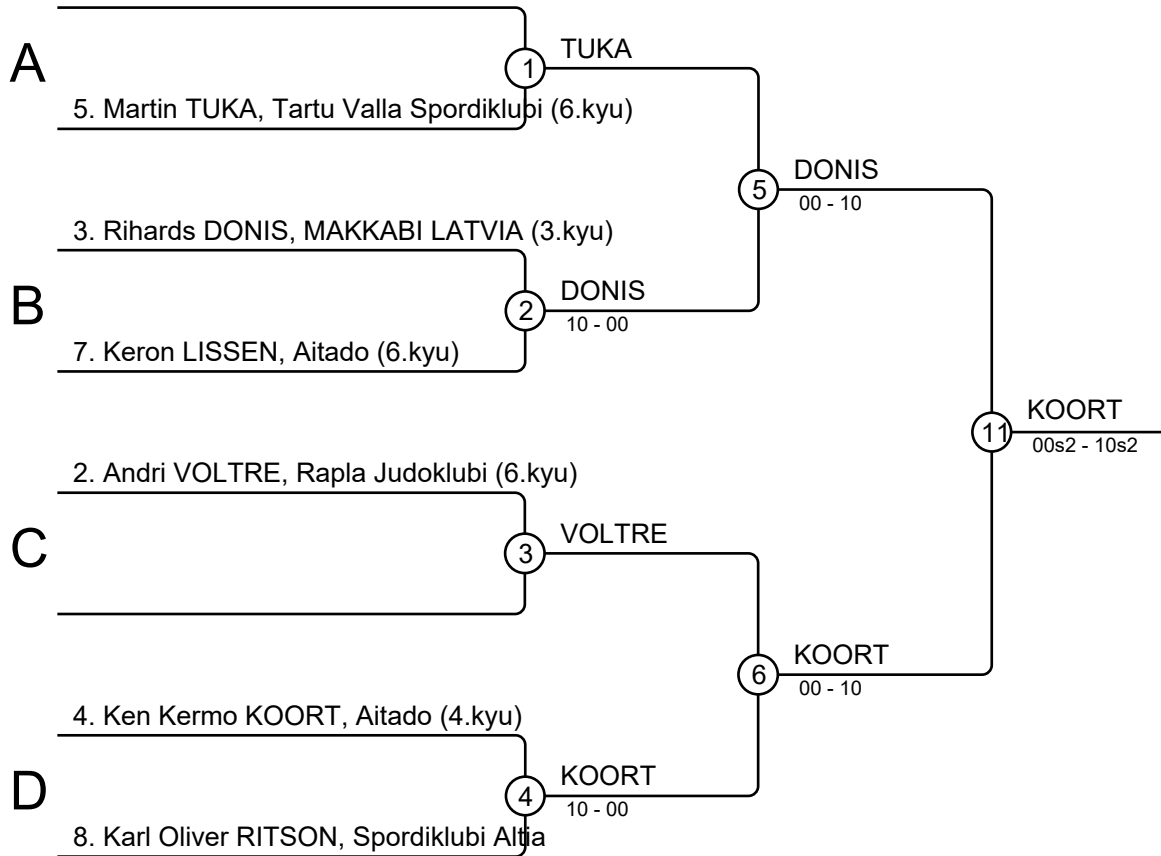 A
1
TUKA
5. Martin TUKA, Tartu Valla Spordiklubi (6.kyu)
5
DONIS
00 - 10
3. Rihards DONIS, MAKKABI LATVIA (3.kyu)
B
2
DONIS
10 - 00
7. Keron LISSEN, Aitado (6.kyu)
11
KOORT
00s2 - 10s2
2. Andri VOLTRE, Rapla Judoklubi (6.kyu)
C
3
VOLTRE
6
KOORT
00 - 10
4. Ken Kermo KOORT, Aitado (4.kyu)
D
4
KOORT
10 - 00
8. Karl Oliver RITSON, Spordiklubi Altia